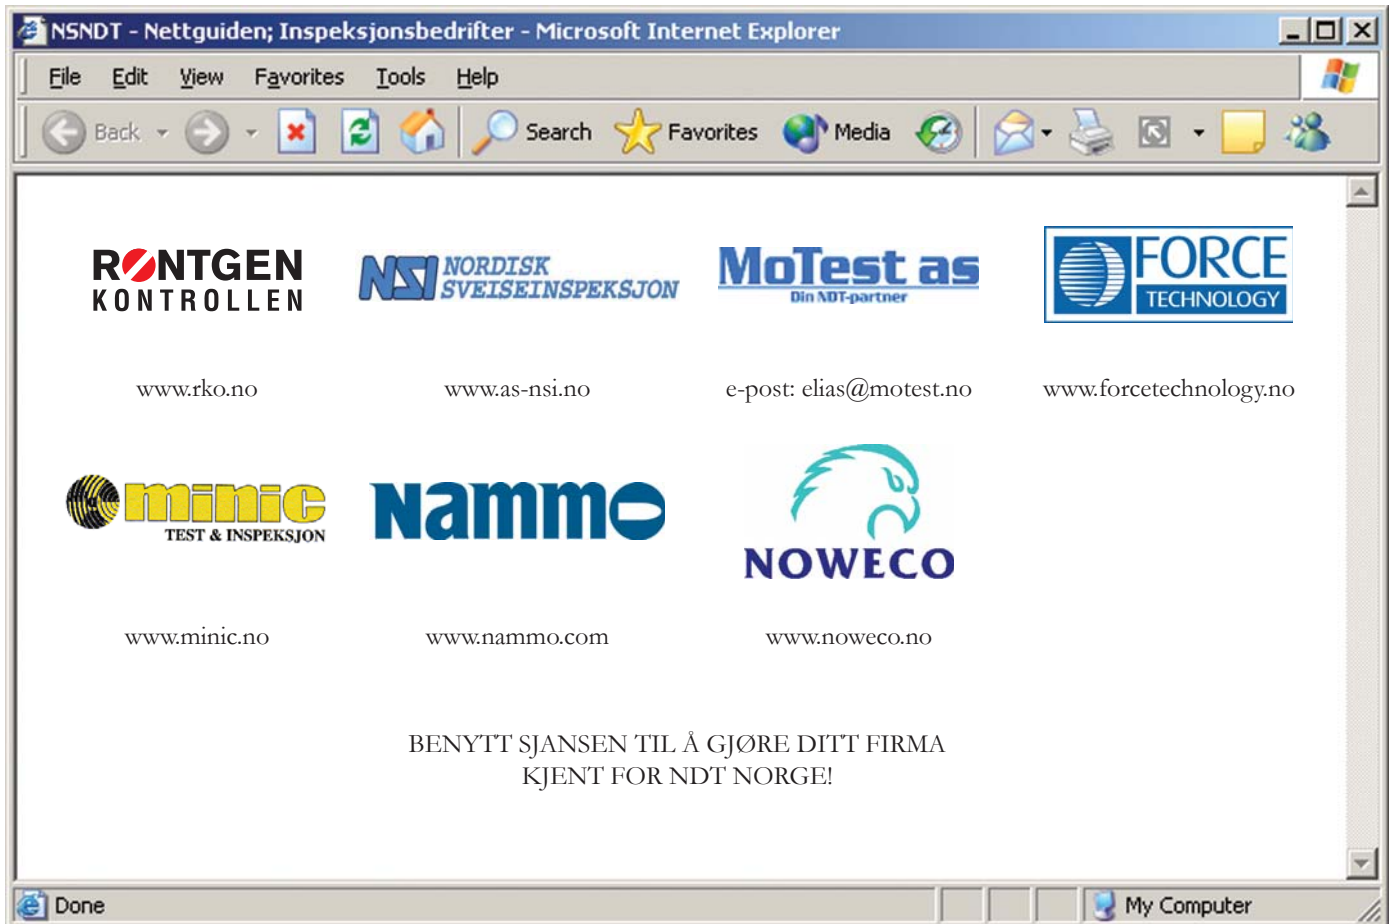 NSNDT - Nettguiden; Inspeksjonsbedrifter - Microsoft Internet Explorer
File Edit View Favorites Tools Help
Back Search Favorites Media
RØNTGEN
KONTROLLEN
NSI NORDISK
SVEISEINSPEKSJON
MoTest as
Din NDT-partner
FORCE
TECHNOLOGY
www.rko.no www.as-nsi.no e-post: elias@motest.no www.forcetechnology.no
minic
TEST & INSPEKSJON
Nammo
NOWECO
www.minic.no www.nammo.com www.noweco.no
BENYTT SJANSEN TIL Å GJØRE DITT FIRMA
KJENT FOR NDT NORGE!
Done My Computer